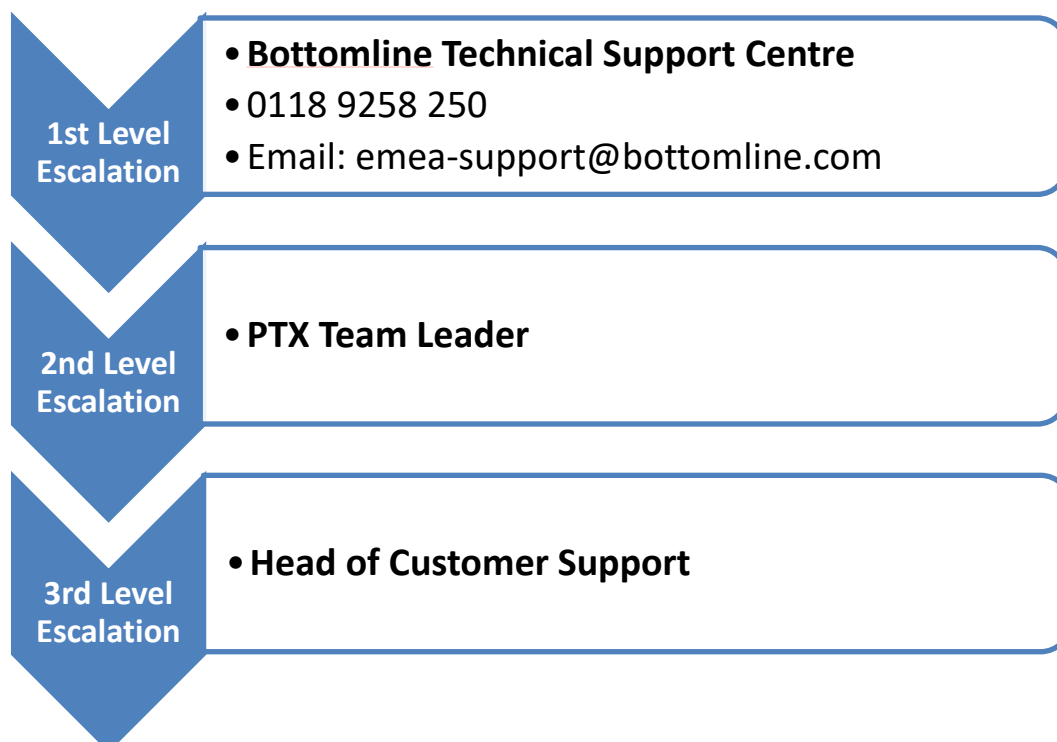 1st Level
Escalation
• Bottomline Technical Support Centre
• 0118 9258 250
• Email: emea-support@bottomline.com
2nd Level
Escalation
• PTX Team Leader
3rd Level
Escalation
• Head of Customer Support